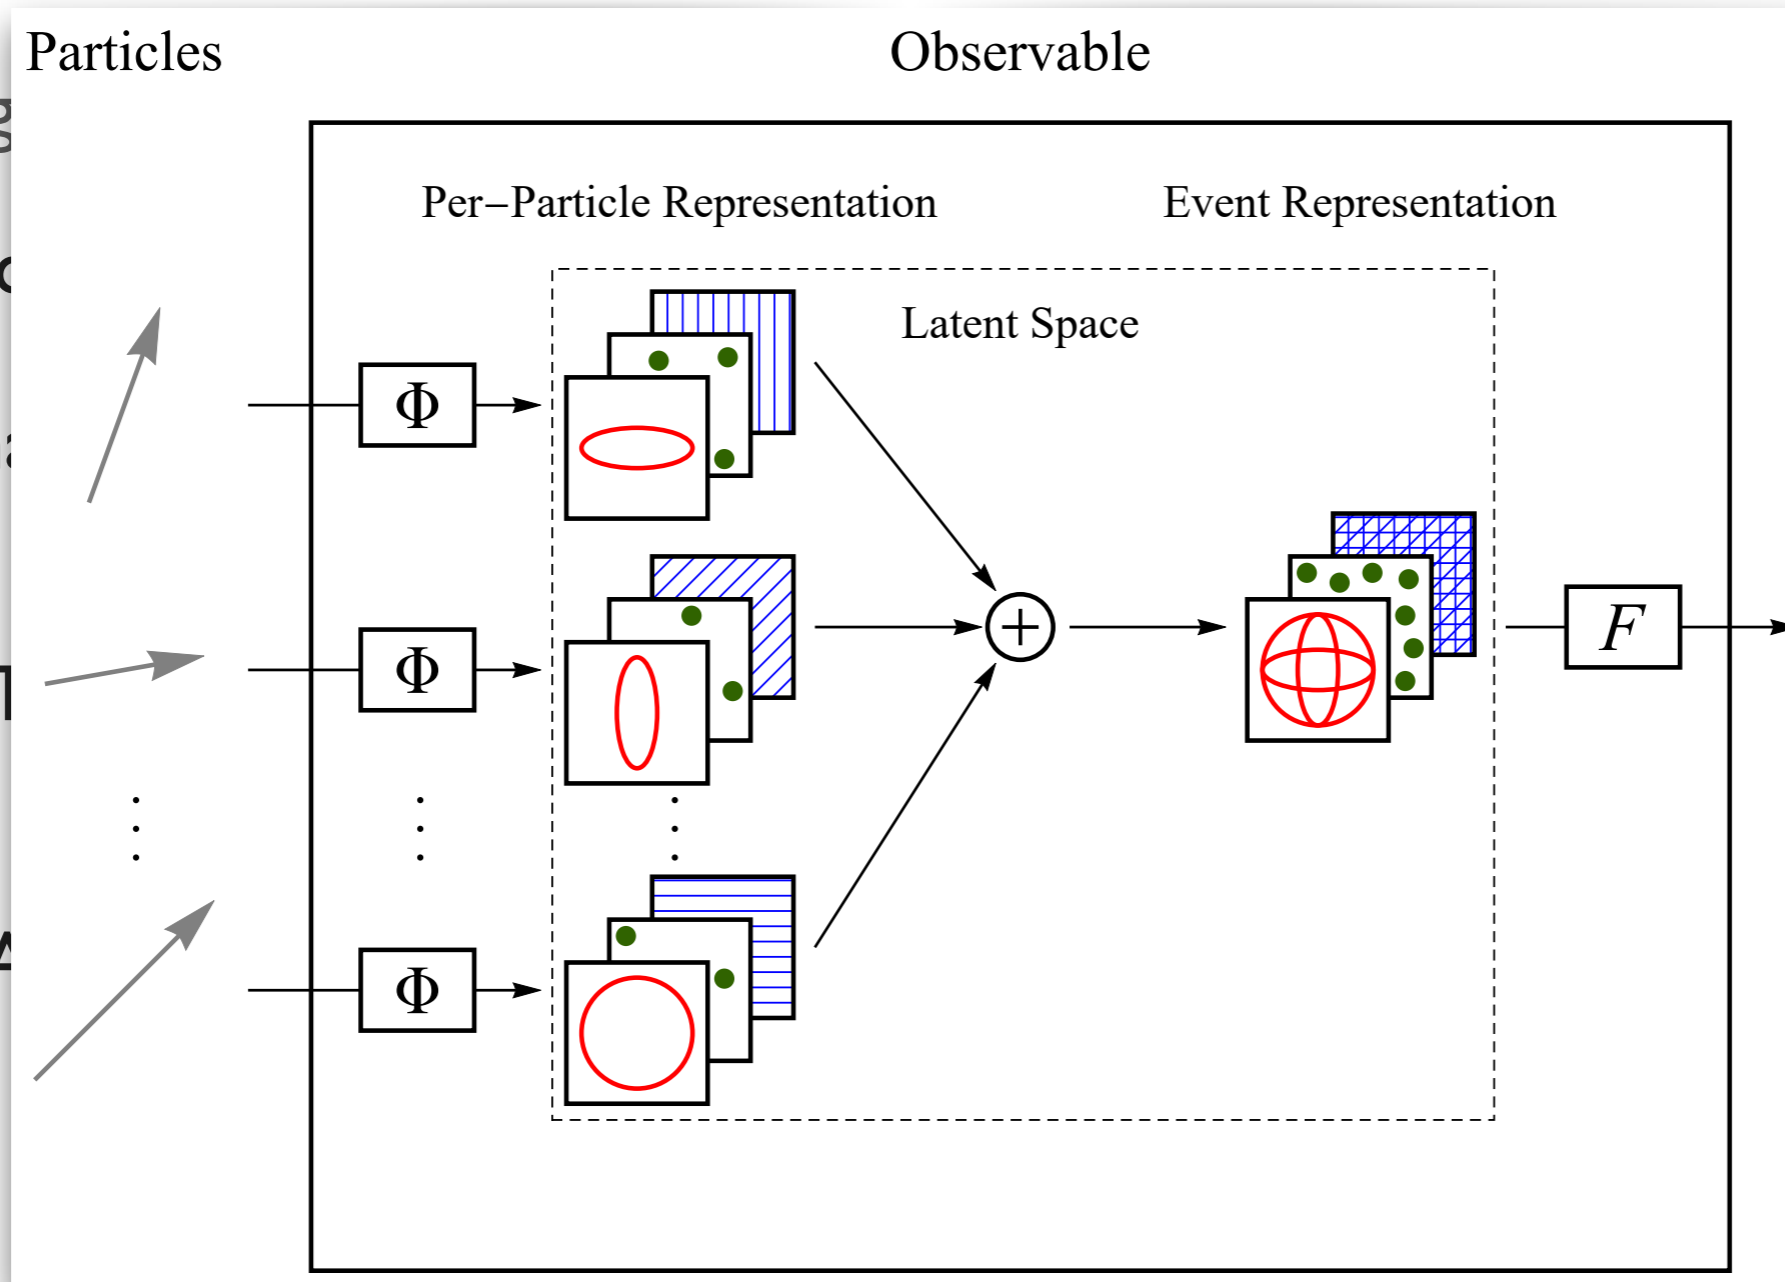 Particles
Observable
Per−Particle Representation
Event Representation
Latent Space
Φ
Φ
F
Φ